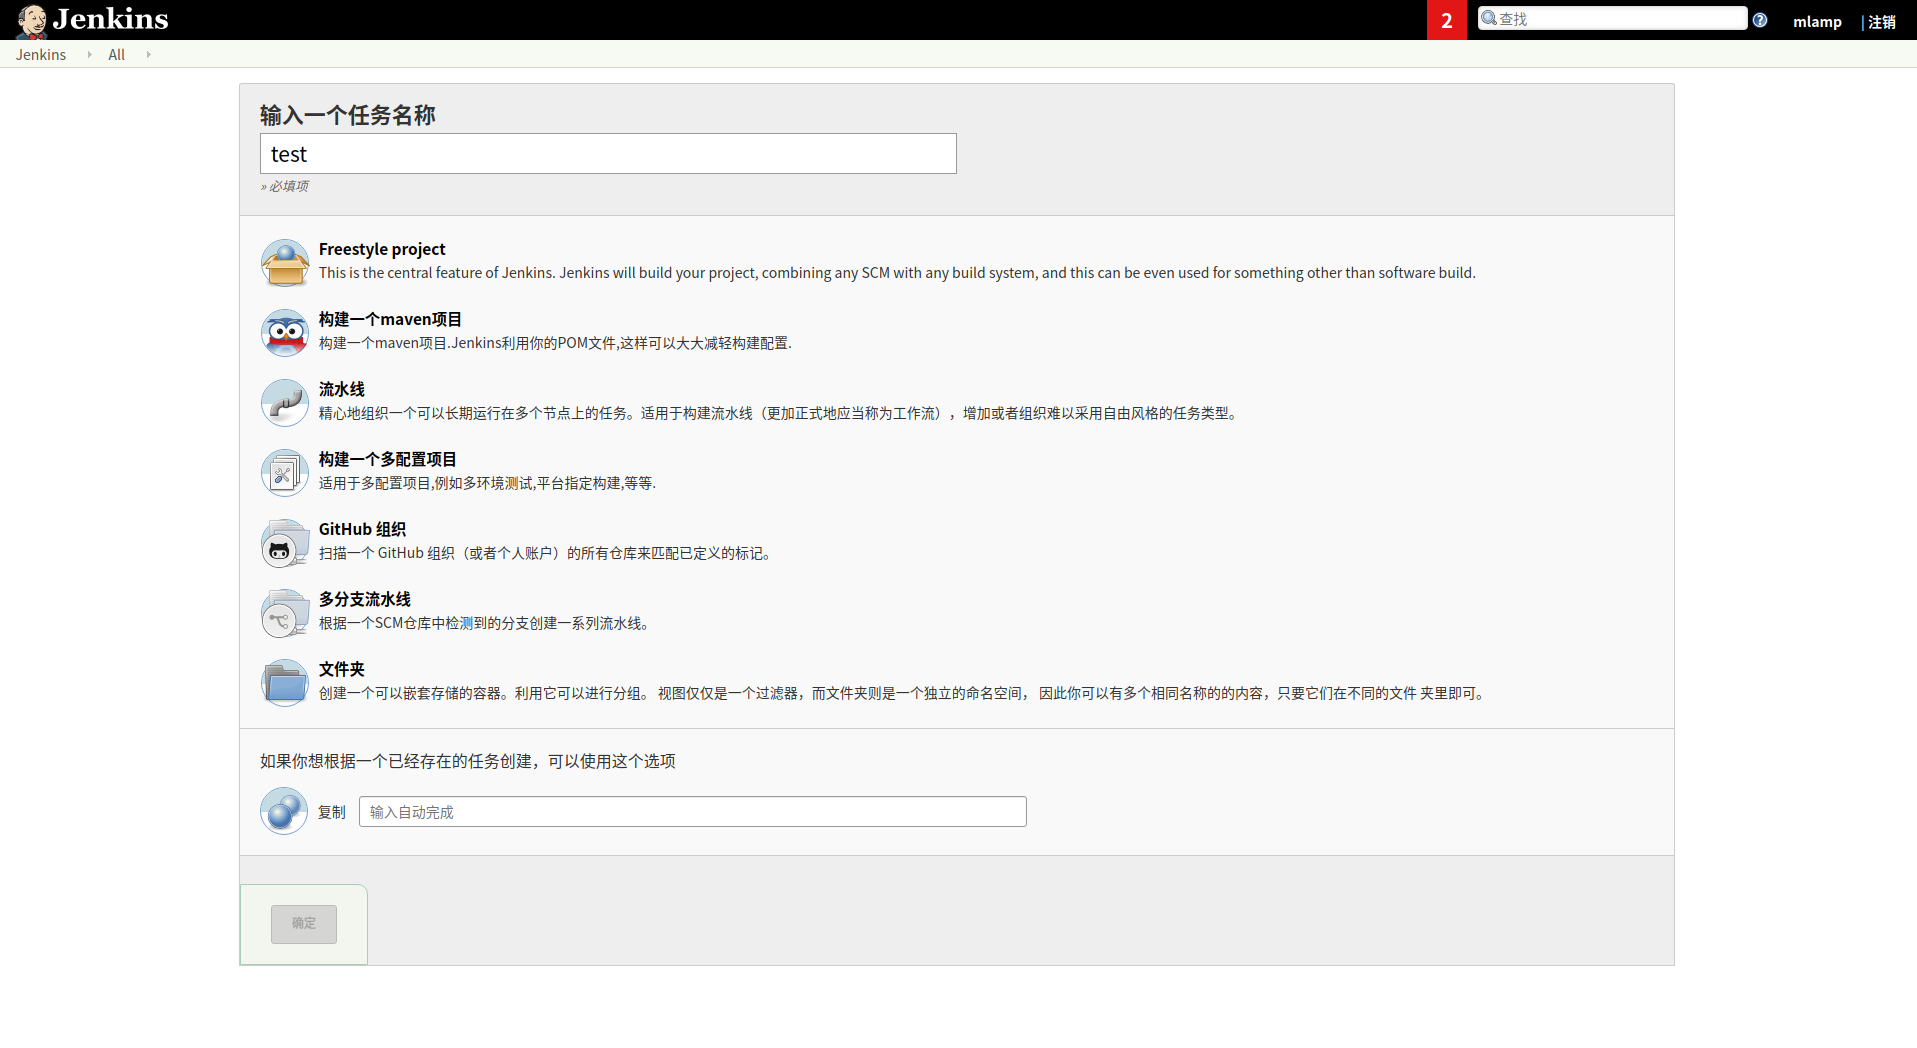 Jenkins
2
查找
mlamp
| 注销
Jenkins
All
输入一个任务名称
test
» 必填项
Freestyle project
This is the central feature of Jenkins. Jenkins will build your project, combining any SCM with any build system, and this can be even used for something other than software build.
构建一个maven项目
构建一个maven项目.Jenkins利用你的POM文件,这样可以大大减轻构建配置.
流水线
精心地组织一个可以长期运行在多个节点上的任务。适用于构建流水线（更加正式地应当称为工作流），增加或者组织难以采用自由风格的任务类型。
构建一个多配置项目
适用于多配置项目,例如多环境测试,平台指定构建,等等.
GitHub 组织
扫描一个 GitHub 组织（或者个人账户）的所有仓库来匹配已定义的标记。
多分支流水线
根据一个SCM仓库中检测到的分支创建一系列流水线。
文件夹
创建一个可以嵌套存储的容器。利用它可以进行分组。 视图仅仅是一个过滤器，而文件夹则是一个独立的命名空间， 因此你可以有多个相同名称的的内容，只要它们在不同的文件 夹里即可。
如果你想根据一个已经存在的任务创建，可以使用这个选项
复制
输入自动完成
确定